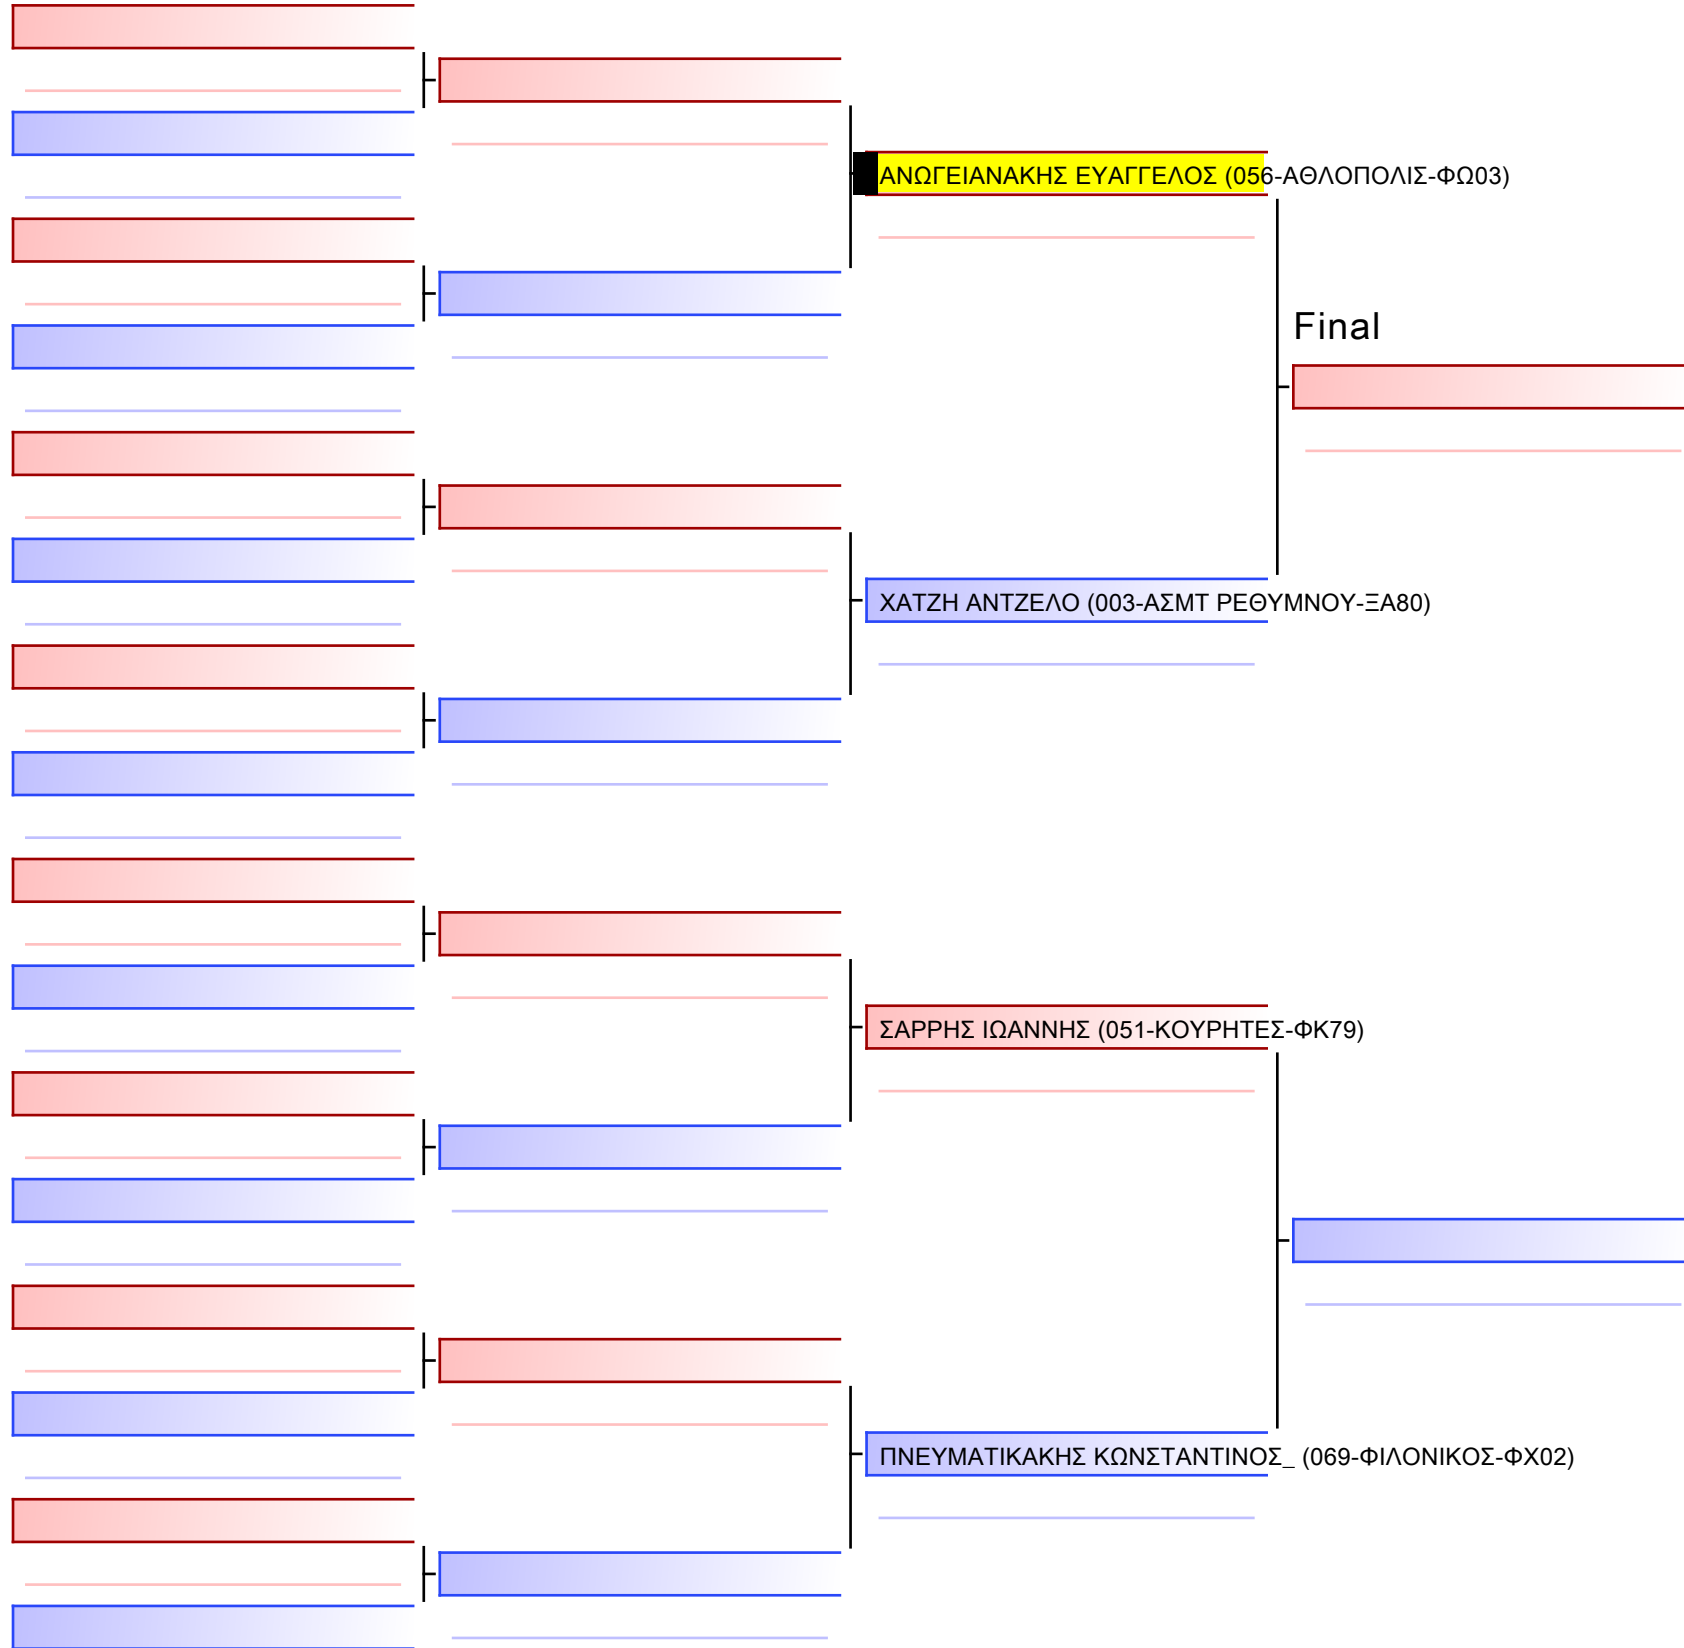 ΑΝΩΓΕΙΑΝΑΚΗΣ ΕΥΑΓΓΕΛΟΣ (056-ΑΘΛΟΠΟΛΙΣ-ΦΩ03)
Final
ΧΑΤΖΗ ΑΝΤΖΕΛΟ (003-ΑΣΜΤ ΡΕΘΥΜΝΟΥ-ΞΑ80)
ΣΑΡΡΗΣ ΙΩΑΝΝΗΣ (051-ΚΟΥΡΗΤΕΣ-ΦΚ79)
ΠΝΕΥΜΑΤΙΚΑΚΗΣ ΚΩΝΣΤΑΝΤΙΝΟΣ_ (069-ΦΙΛΟΝΙΚΟΣ-ΦΧ02)